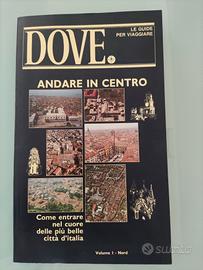 DOVE
LE GUIDE
PER VIAGGIARE
ANDARE IN CENTRO
Come entrare
nel cuore
delle più belle
città d'italia
Volume 1 - Nord
subito